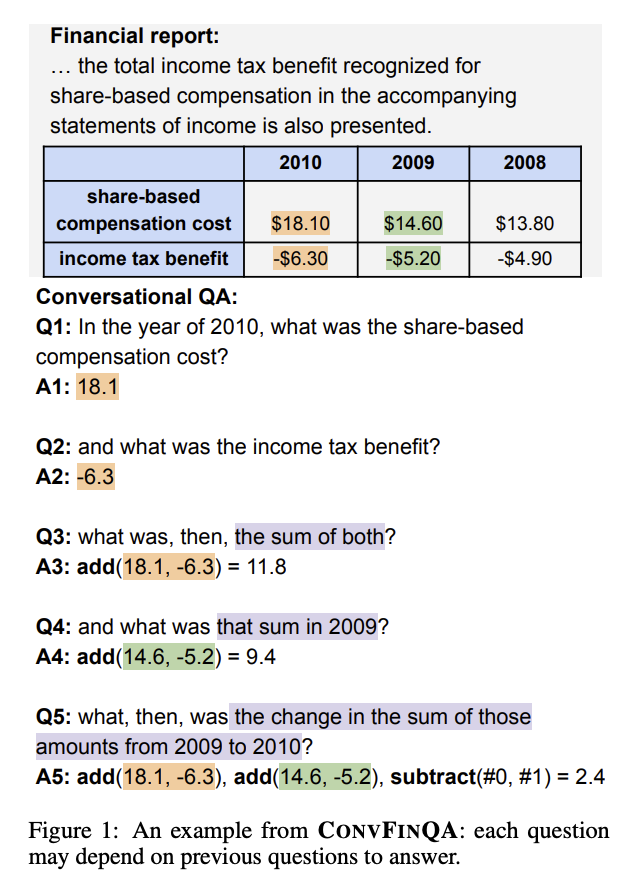 Financial report:
… the total income tax benefit recognized for
share-based compensation in the accompanying
statements of income is also presented.
2010 2009 2008
share-based
compensation cost $18.10 $14.60 $13.80
income tax benefit -$6.30 -$5.20 -$4.90
Conversational QA:
Q1: In the year of 2010, what was the share-based
compensation cost?
A1: 18.1
Q2: and what was the income tax benefit?
A2: -6.3
Q3: what was, then, the sum of both?
A3: add(18.1, -6.3) = 11.8
Q4: and what was that sum in 2009?
A4: add(14.6, -5.2) = 9.4
Q5: what, then, was the change in the sum of those
amounts from 2009 to 2010?
A5: add(18.1, -6.3), add(14.6, -5.2), subtract(#0, #1) = 2.4
Figure 1: An example from CONVFINQA: each question
may depend on previous questions to answer.